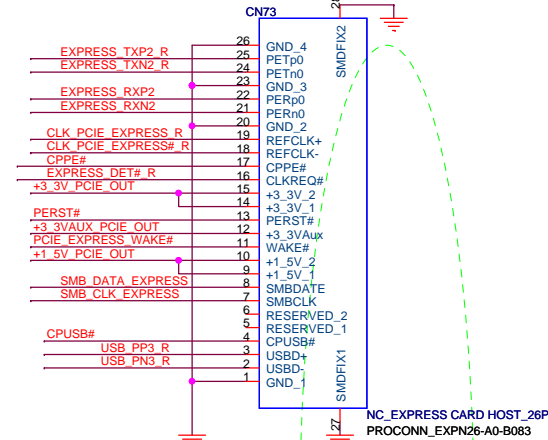 CN73
28
SMDFIX2
26 GND_4
EXPRESS_TXP2_R 25 PETp0
EXPRESS_TXN2_R 24 PETn0
23 GND_3
EXPRESS_RXP2 22 PERp0
EXPRESS_RXN2 21 PERn0
20 GND_2
CLK_PCIE_EXPRESS_R 19 REFCLK+
CLK_PCIE_EXPRESS#_R 18 REFCLK-
CPPE# 17 CPPE#
EXPRESS_DET#_R 16 CLKREQ#
+3_3V_PCIE_OUT 15 +3_3V_2
14 +3_3V_1
PERST# 13 PERST#
+3_3VAUX_PCIE_OUT 12 +3_3VAux
PCIE_EXPRESS_WAKE# 11 WAKE#
+1_5V_PCIE_OUT 10 +1_5V_2
9 +1_5V_1
SMB_DATA_EXPRESS 8 SMBDATE
SMB_CLK_EXPRESS 7 SMBCLK
6 RESERVED_2
5 RESERVED_1
CPUSB# 4 CPUSB#
USB_PP3_R 3 USBD+
USB_PN3_R 2 USBD-
1 GND_1
SMDFIX1
27
NC_EXPRESS CARD HOST_26P
PROCONN_EXPN26-A0-B083